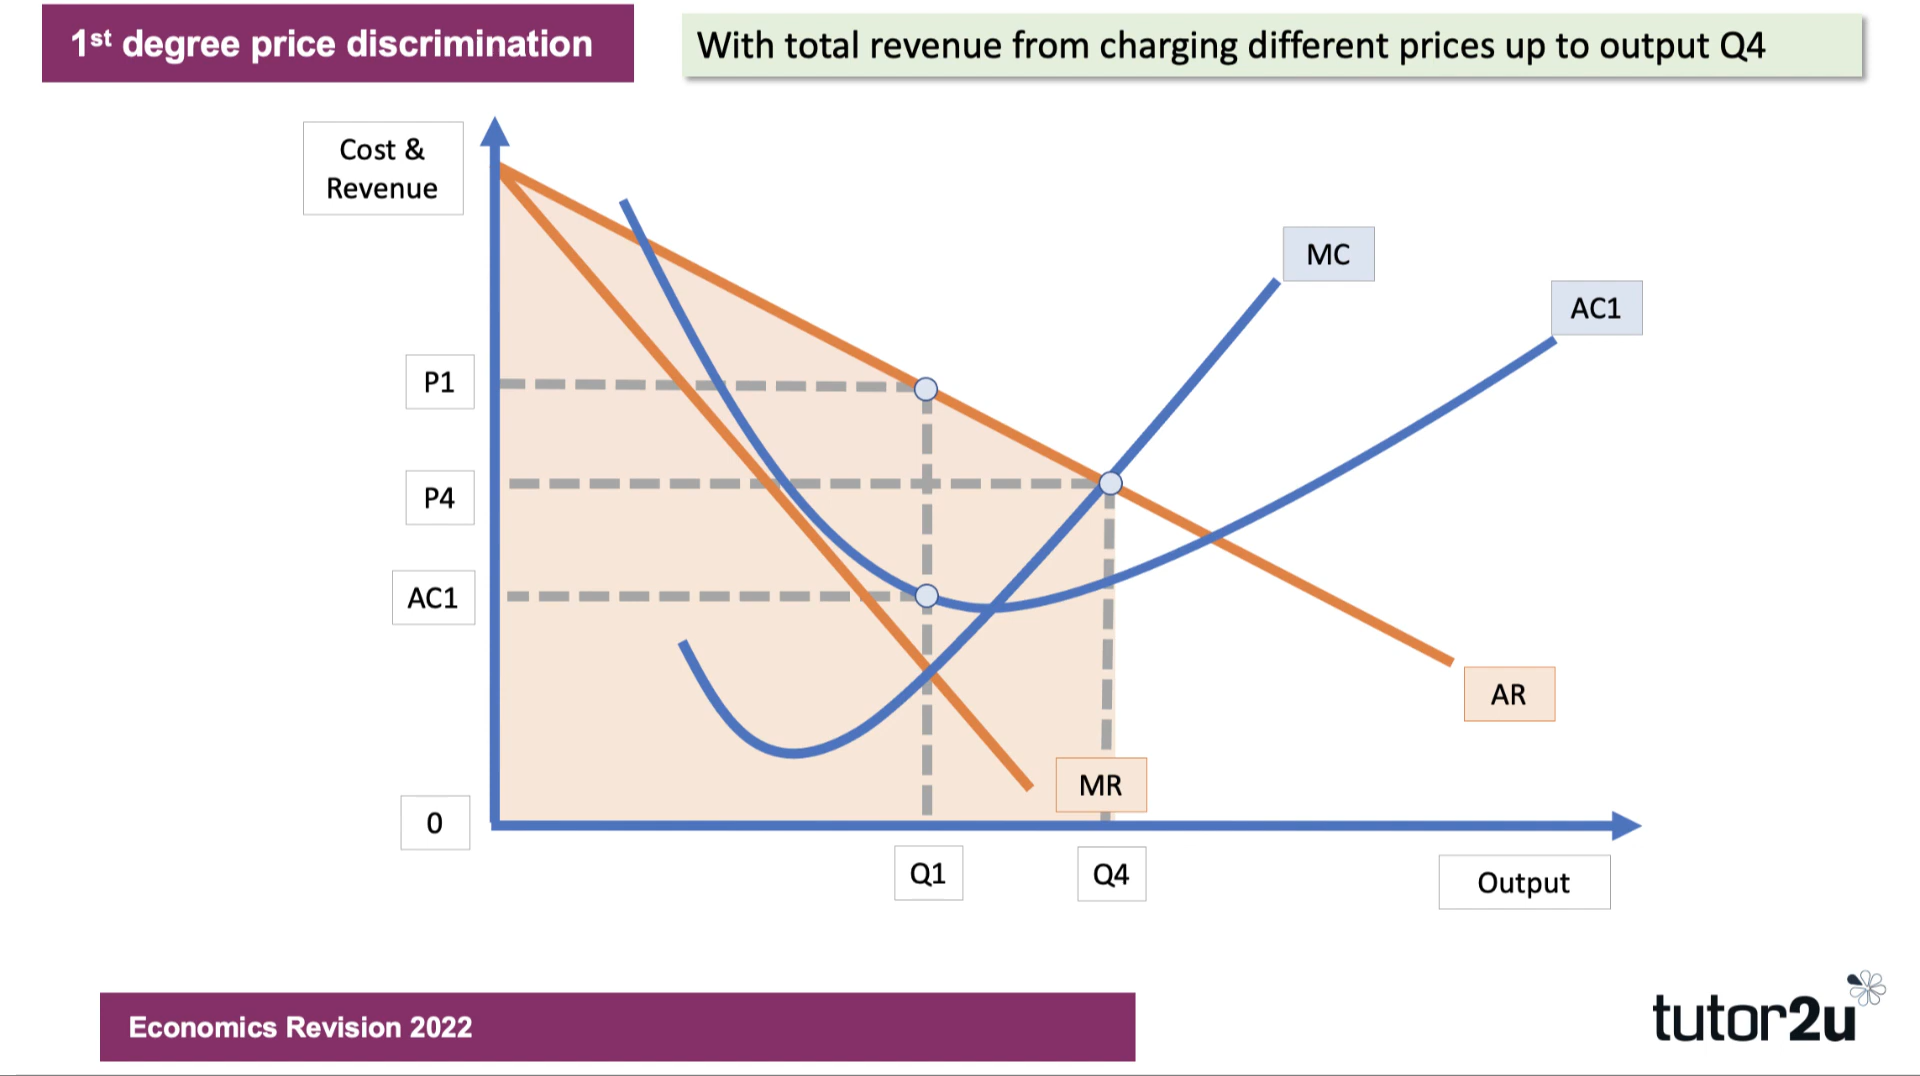 1st degree price discrimination
With total revenue from charging different prices up to output Q4
Cost &
Revenue
MC
AC1
P1
P4
AC1
AR
MR
0
Q1
Q4
Output
Economics Revision 2022
tutor2u